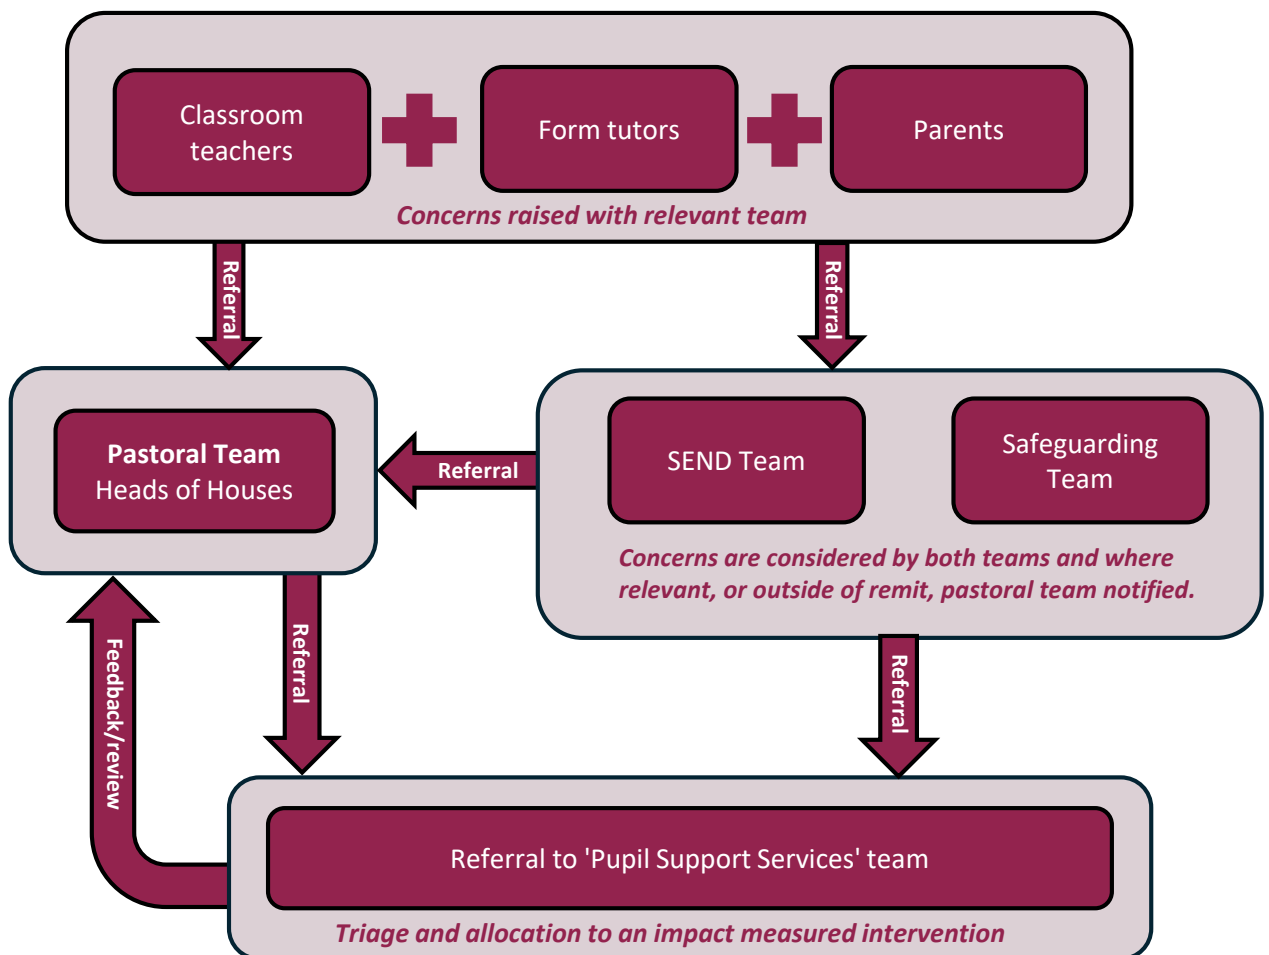 Classroom
teachers
Form tutors
Parents
Concerns raised with relevant team
Referral
Referral
Pastoral Team
Heads of Houses
Referral
SEND Team
Safeguarding
Team
Concerns are considered by both teams and where
relevant, or outside of remit, pastoral team notified.
Feedback/review
Referral
Referral
Referral to 'Pupil Support Services' team
Triage and allocation to an impact measured intervention